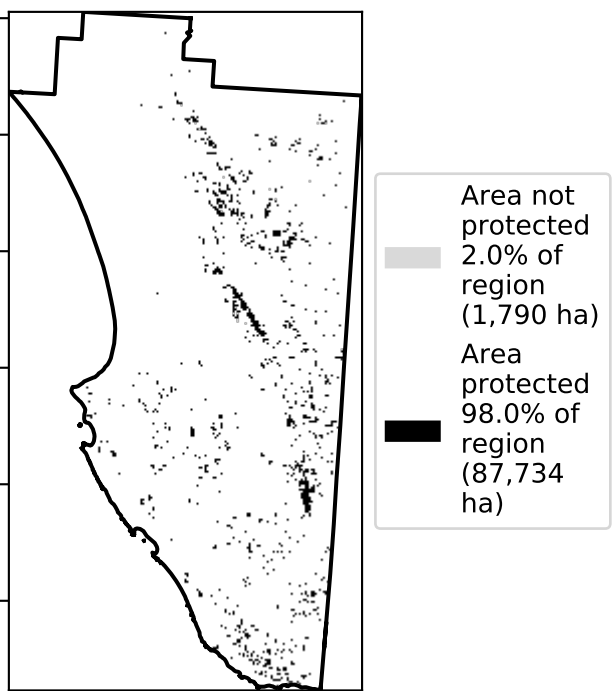 Area not
protected
2.0% of
region
(1,790 ha)
Area
protected
98.0% of
region
(87,734
ha)